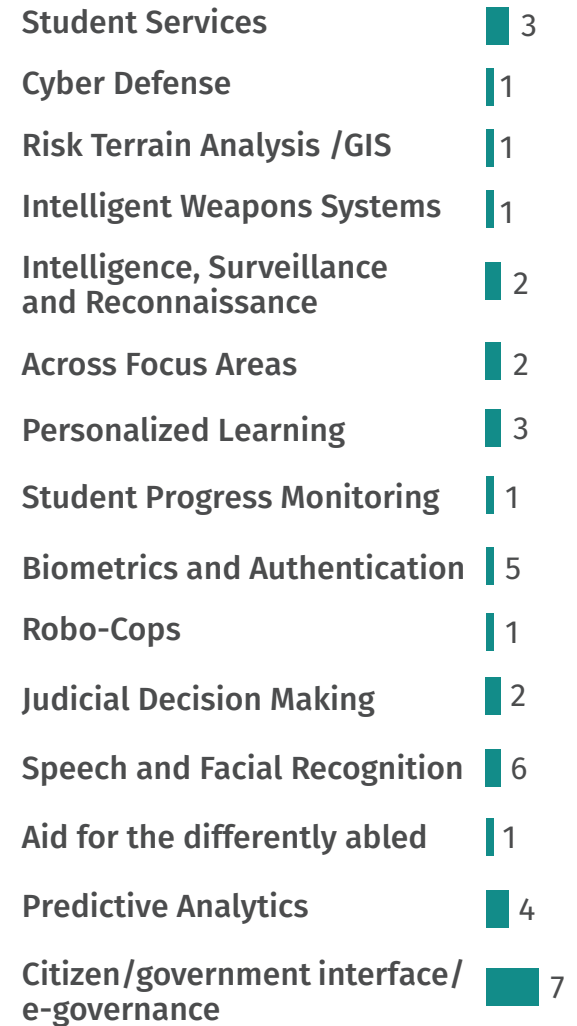 Student Services 3
Cyber Defense 1
Risk Terrain Analysis /GIS 1
Intelligent Weapons Systems 1
Intelligence, Surveillance
and Reconnaissance 2
Across Focus Areas 2
Personalized Learning 3
Student Progress Monitoring 1
Biometrics and Authentication 5
Robo-Cops 1
Judicial Decision Making 2
Speech and Facial Recognition 6
Aid for the differently abled 1
Predictive Analytics 4
Citizen/government interface/
e-governance 7